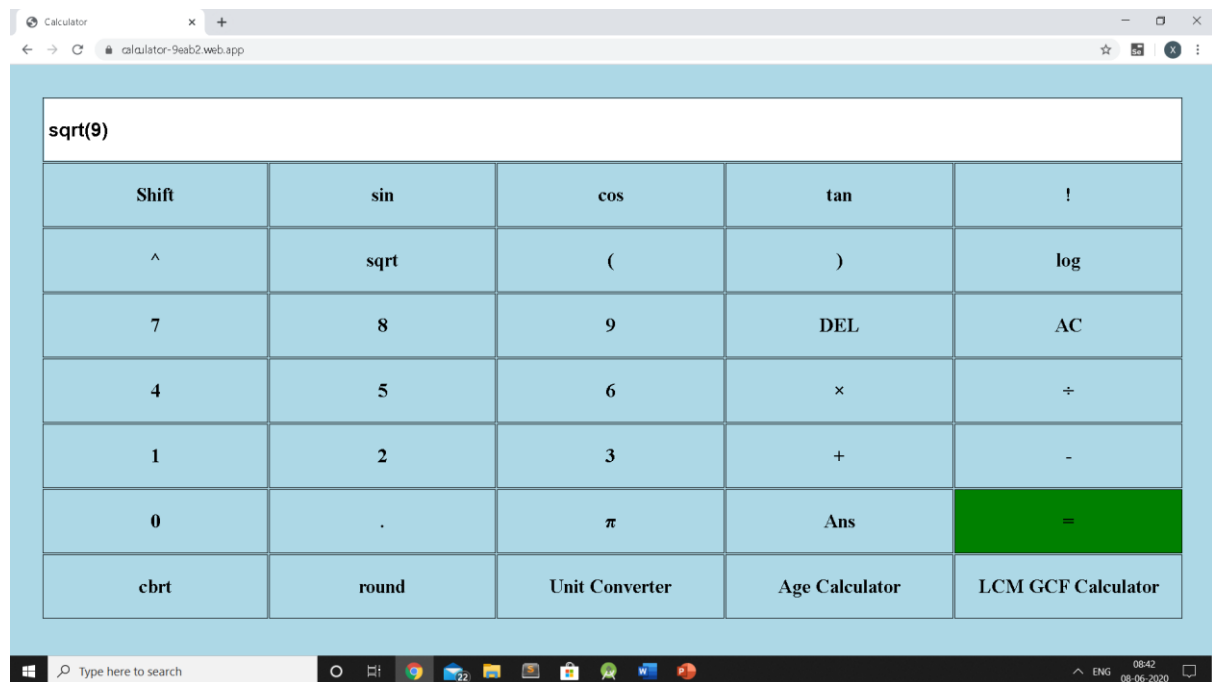 Calculator × +
calculator-9eab2.web.app
sqrt(9)
Shift sin cos tan !
^ sqrt ( ) log
7 8 9 DEL AC
4 5 6 × ÷
1 2 3 + -
0 . π Ans =
cbrt round Unit Converter Age Calculator LCM GCF Calculator
Type here to search 22 ENG 08:42
08-06-2020